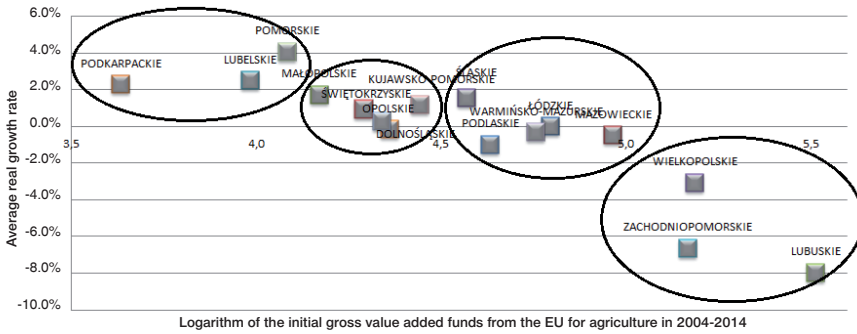 6.0%
POMORSKIE
4.0%
PODKARPACKIE
LUBELSKIE
MAŁOPOLSKIE
KUJAWSKO-POMORSKIE
ŚLĄSKIE
2.0%
ŚWIĘTOKRZYSKIE
OPOLSKIE
ŁÓDZKIE
WARMIŃSKO-MAZURSKIE
MAZOWIECKIE
0.0%
DOLNOŚLĄSKIE
PODLASKIE
3,5
4,0
4,5
5,0
5,5
-2.0%
WIELKOPOLSKIE
-4.0%
ZACHODNIOPOMORSKIE
-6.0%
LUBUSKIE
-8.0%
-10.0%
Average real growth rate
Logarithm of the initial gross value added funds from the EU for agriculture in 2004-2014